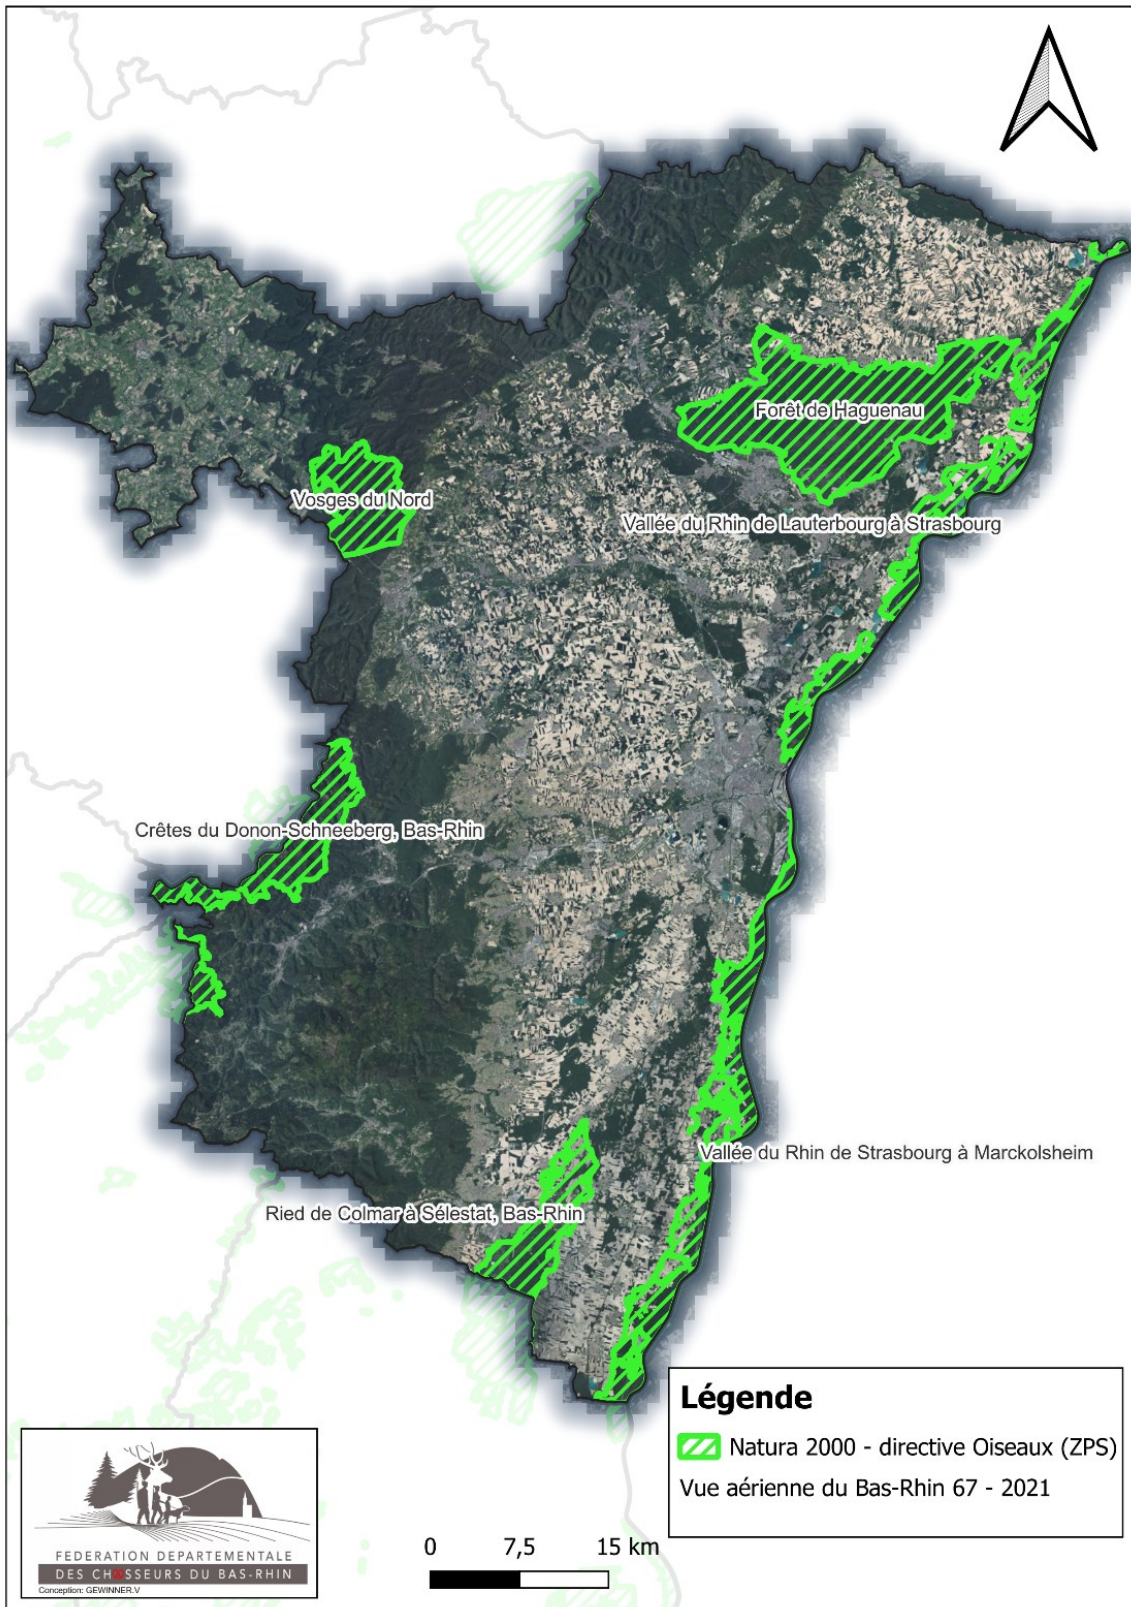 Forêt de Haguenau
Vosges du Nord
Vallée du Rhin de Lauterbourg à Strasbourg
Crêtes du Donon-Schneeberg, Bas-Rhin
Vallée du Rhin de Strasbourg à Marckolsheim
Ried de Colmar à Sélestat, Bas-Rhin
Légende
Natura 2000 - directive Oiseaux (ZPS)
Vue aérienne du Bas-Rhin 67 - 2021
0 7,5 15 km
FEDERATION DEPARTEMENTALE
DES CHASSEURS DU BAS-RHIN
Conception: GEWINNER.V